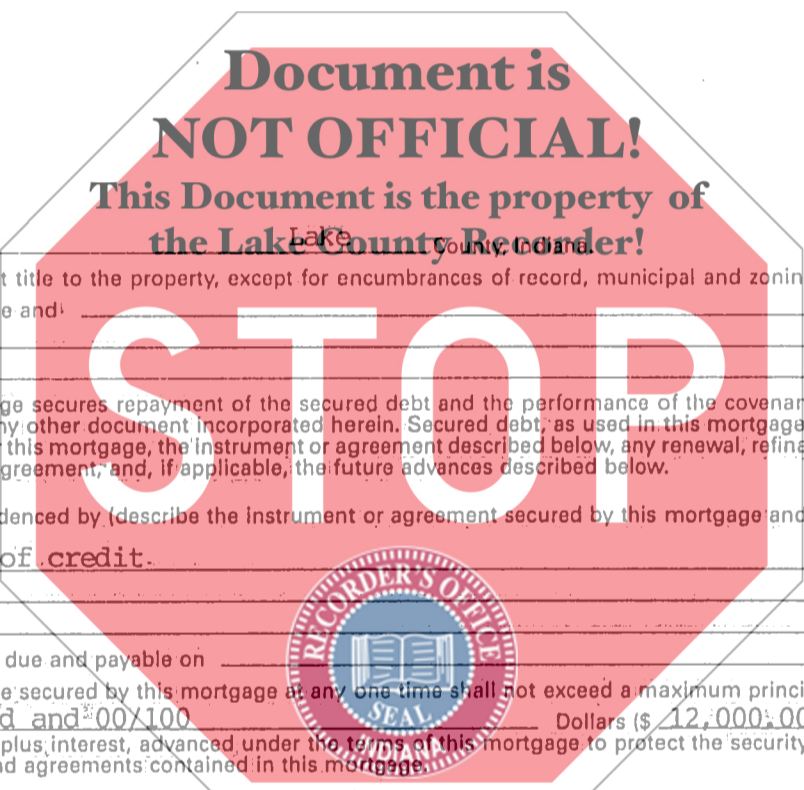 Document is
NOT OFFICIAL!
This Document is the property of
the Lake County Recorder!
Lake County, Indiana.
t title to the property, except for encumbrances of record, municipal and zonin
e and
STOP
ge secures repayment of the secured debt and the performance of the covenan
ny other document incorporated herein. Secured debt, as used in this mortgage
this mortgage, the instrument or agreement described below, any renewal, refina
greement, and, if applicable, the future advances described below.
denced by (describe the instrument or agreement secured by this mortgage and
of credit.
RECORDER'S OFFICE
SEAL
INDIANA
due and payable on
e secured by this mortgage at any one time shall not exceed a maximum princi
d and 00/100 Dollars ($ 12,000.00
plus interest, advanced under the terms of this mortgage to protect the security
nd agreements contained in this mortgage.